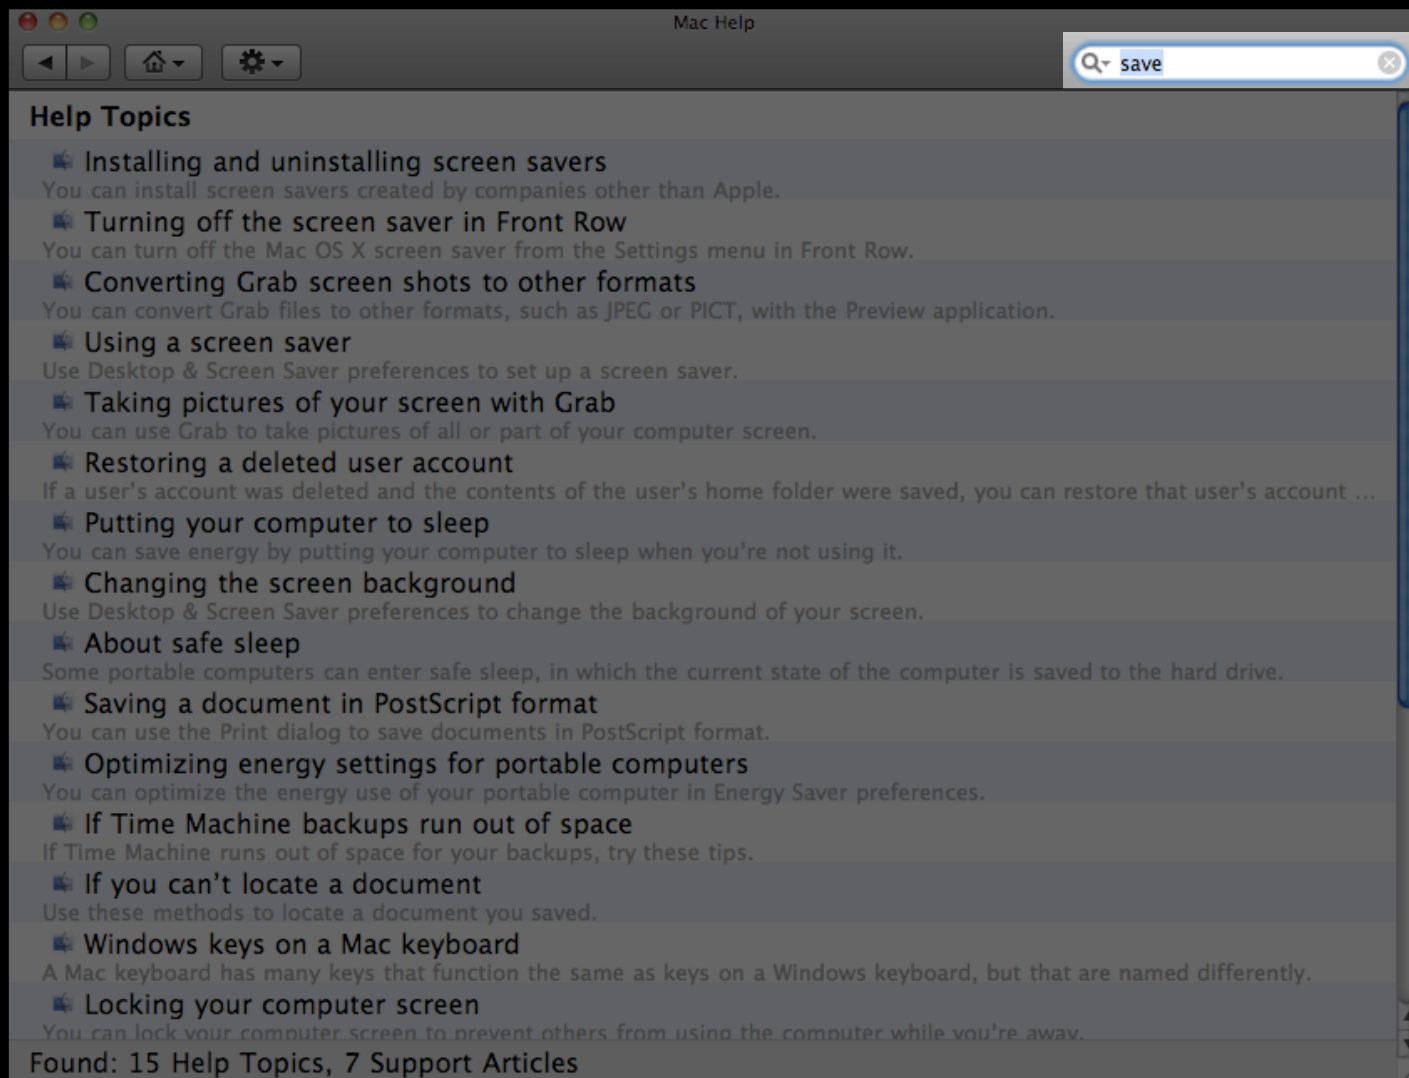 Mac Help
save
Help Topics
Installing and uninstalling screen savers
You can install screen savers created by companies other than Apple.
Turning off the screen saver in Front Row
You can turn off the Mac OS X screen saver from the Settings menu in Front Row.
Converting Grab screen shots to other formats
You can convert Grab files to other formats, such as JPEG or PICT, with the Preview application.
Using a screen saver
Use Desktop & Screen Saver preferences to set up a screen saver.
Taking pictures of your screen with Grab
You can use Grab to take pictures of all or part of your computer screen.
Restoring a deleted user account
If a user's account was deleted and the contents of the user's home folder were saved, you can restore that user's account ...
Putting your computer to sleep
You can save energy by putting your computer to sleep when you're not using it.
Changing the screen background
Use Desktop & Screen Saver preferences to change the background of your screen.
About safe sleep
Some portable computers can enter safe sleep, in which the current state of the computer is saved to the hard drive.
Saving a document in PostScript format
You can use the Print dialog to save documents in PostScript format.
Optimizing energy settings for portable computers
You can optimize the energy use of your portable computer in Energy Saver preferences.
If Time Machine backups run out of space
If Time Machine runs out of space for your backups, try these tips.
If you can't locate a document
Use these methods to locate a document you saved.
Windows keys on a Mac keyboard
A Mac keyboard has many keys that function the same as keys on a Windows keyboard, but that are named differently.
Locking your computer screen
You can lock your computer screen to prevent others from using the computer while you're away.
Found: 15 Help Topics, 7 Support Articles